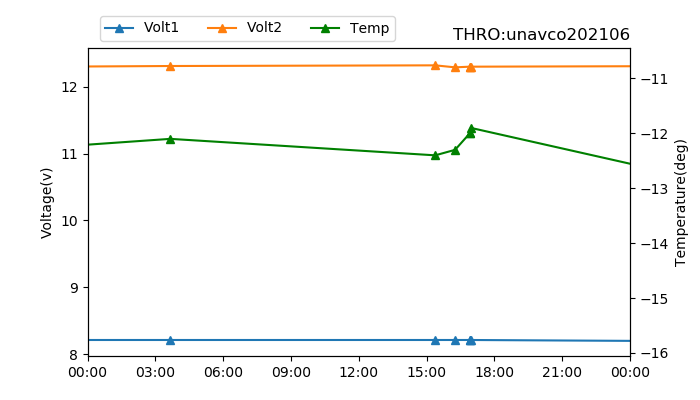 Volt1 Volt2 Temp
THRO:unavco202106
12
11
10
9
8
Voltage(v)
−11
−12
−13
−14
−15
−16
Temperature(deg)
00:00 03:00 06:00 09:00 12:00 15:00 18:00 21:00 00:00